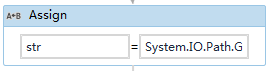 A+B Assign
str = System.IO.Path.G